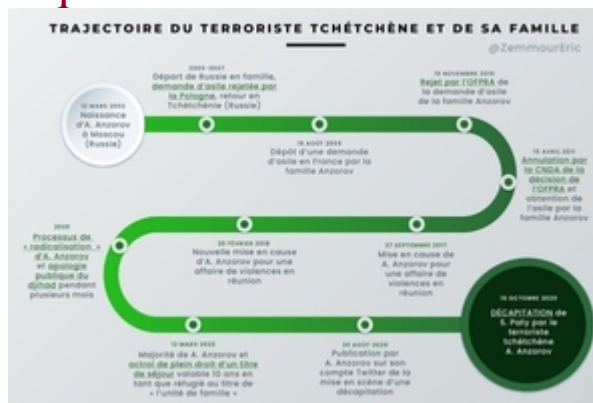 TRAJECTOIRE DU TERRORISTE TCHÉTCHÈNE ET DE SA FAMILLE
@ZemmourEric
12 MARS 2002
Naissance
d'A. Anzorov
à Moscou
(Russie)
2005-2007
Départ de Russie en famille,
demande d'asile rejetée par
la Pologne, retour en
Tchétchénie (Russie)
19 AOÛT 2009
Dépôt d'une demande
d'asile en France par la
famille Anzorov
NOVEMBRE 2010
Rejet par l'OFPRA de
la demande d'asile
de la famille Anzorov
AVRIL 2011
Annulation par
la CNDA de la
décision de
l'OFPRA et
obtention de
l'asile par la
famille Anzorov
27 SEPTEMBRE 2017
Mise en cause de
A. Anzorov pour
une affaire de
violences en
réunion
20 FÉVRIER 2018
Nouvelle mise en cause
d'A. Anzorov pour une
affaire de violences en
réunion
2020
Processus de
« radicalisation »
d'A. Anzorov
et apologie
publique du
djihad pendant
plusieurs mois
12 MARS 2020
Majorité de A. Anzorov et
octroi de plein droit d'un titre
de séjour valable 10 ans en
tant que réfugié au titre de
« l'unité de famille »
30 AOÛT 2020
Publication par
A. Anzorov sur son
compte Twitter de la
mise en scène d'une
décapitation
16 OCTOBRE 2020
DÉCAPITATION de
S. Paty par le
terroriste
tchétchène
A. Anzorov